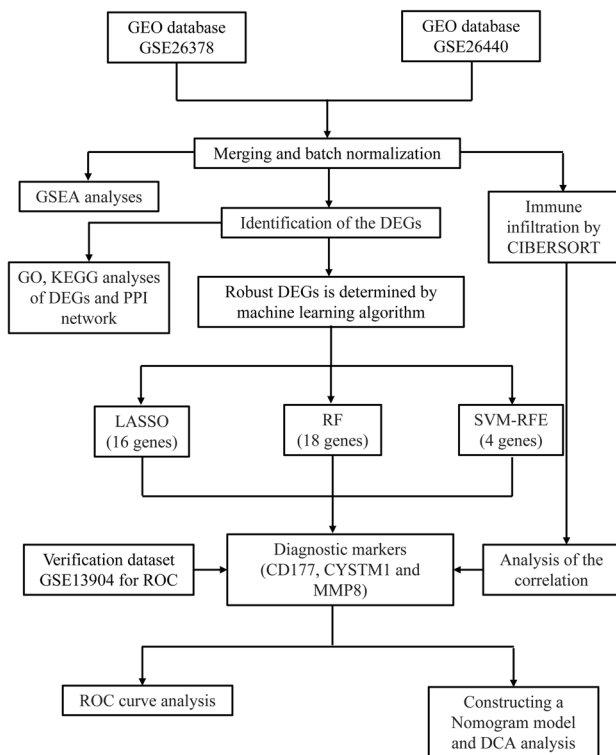 GEO database
GSE26378
GEO database
GSE26440
Merging and batch normalization
GSEA analyses
Identification of the DEGs
Immune
infiltration by
CIBERSORT
GO, KEGG analyses
of DEGs and PPI
network
Robust DEGs is determined by
machine learning algorithm
LASSO
(16 genes)
RF
(18 genes)
SVM-RFE
(4 genes)
Verification dataset
GSE13904 for ROC
Diagnostic markers
(CD177, CYSTM1 and
MMP8)
Analysis of the
correlation
ROC curve analysis
Constructing a
Nomogram model
and DCA analysis